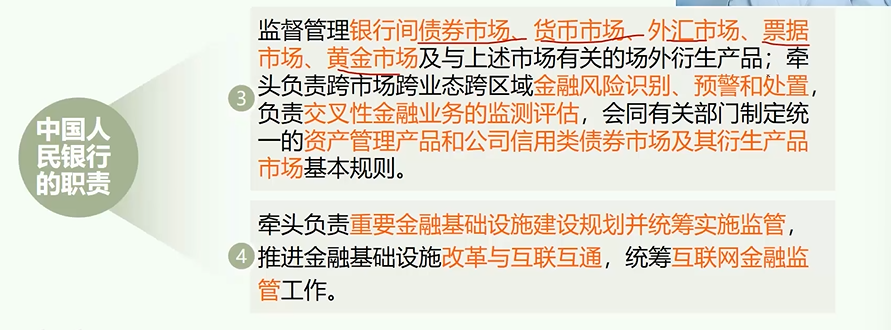 监督管理银行间债券市场、货币市场、外汇市场、票据
市场、黄金市场及与上述市场有关的场外衍生产品；牵
头负责跨市场跨业态跨区域金融风险识别、预警和处置，
负责交叉性金融业务的监测评估，会同有关部门制定统
一的资产管理产品和公司信用类债券市场及其衍生产品
市场基本规则。
3
中国人
民银行
的职责
牵头负责重要金融基础设施建设规划并统筹实施监管，
推进金融基础设施改革与互联互通，统筹互联网金融监
管工作。
4